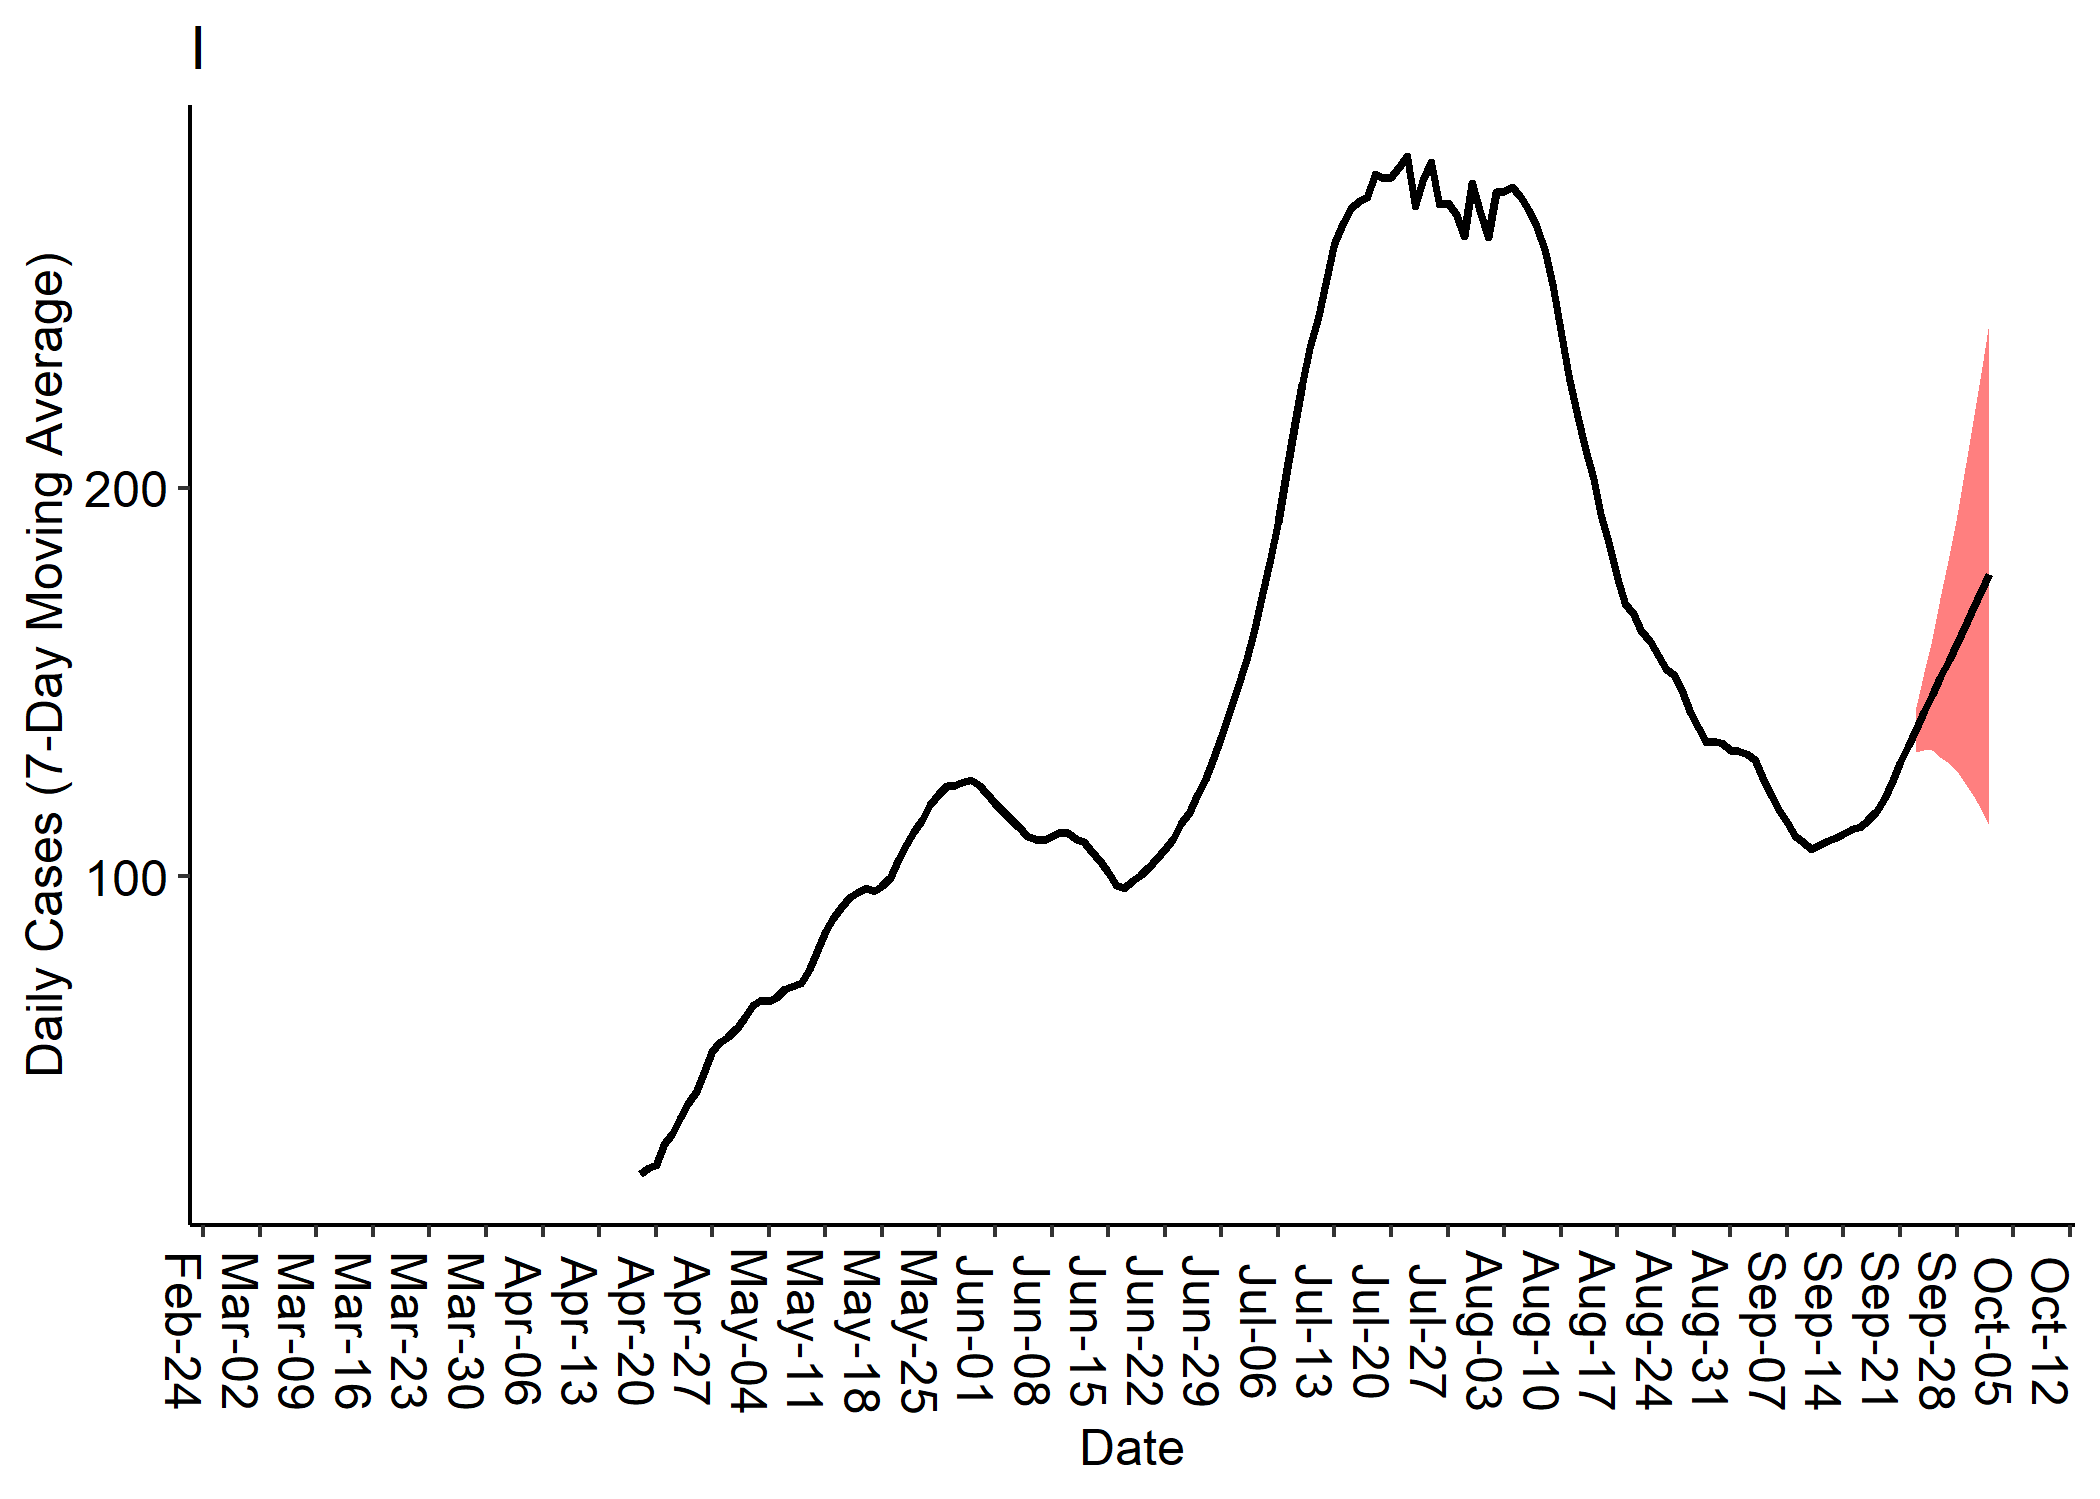 I
Daily Cases (7-Day Moving Average)
200
100
Feb-24
Mar-02
Mar-09
Mar-16
Mar-23
Mar-30
Apr-06
Apr-13
Apr-20
Apr-27
May-04
May-11
May-18
May-25
Jun-01
Jun-08
Jun-15
Jun-22
Jun-29
Jul-06
Jul-13
Jul-20
Jul-27
Aug-03
Aug-10
Aug-17
Aug-24
Aug-31
Sep-07
Sep-14
Sep-21
Sep-28
Oct-05
Oct-12
Date